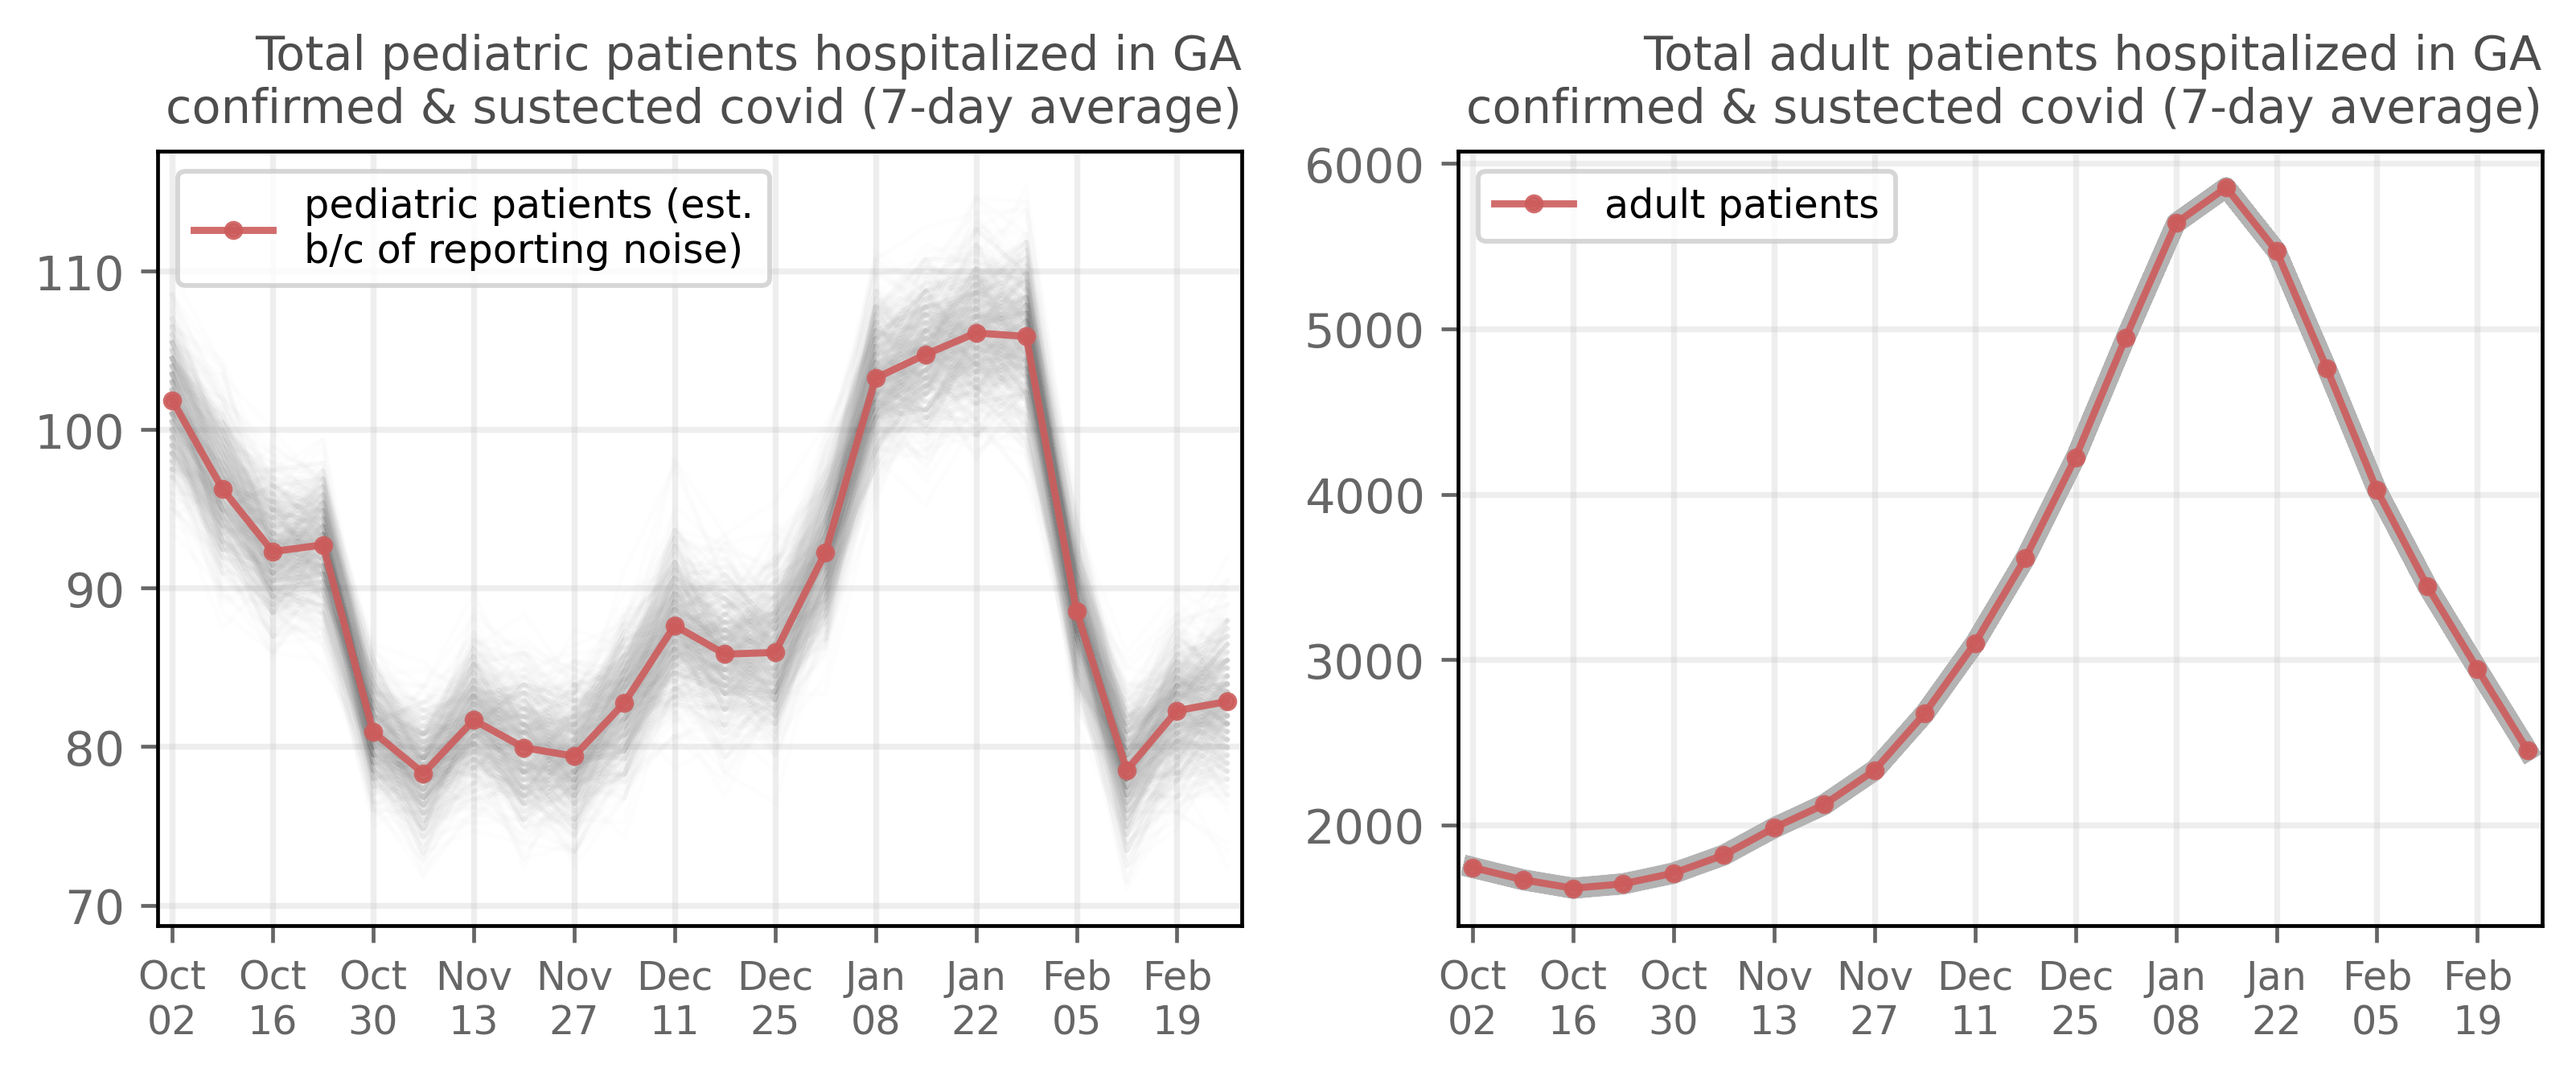 Total pediatric patients hospitalized in GA
confirmed & sustected covid (7-day average)
pediatric patients (est.
b/c of reporting noise)
110
100
90
80
70
Oct Oct Oct Nov Nov Dec Dec Jan Jan Feb Feb
02 16 30 13 27 11 25 08 22 05 19
Total adult patients hospitalized in GA
confirmed & sustected covid (7-day average)
adult patients
6000
5000
4000
3000
2000
Oct Oct Oct Nov Nov Dec Dec Jan Jan Feb Feb
02 16 30 13 27 11 25 08 22 05 19